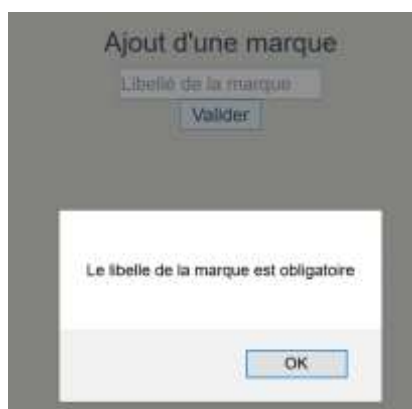 Ajout d'une marque
Libellé de la marque
Valider
Le libelle de la marque est obligatoire
OK